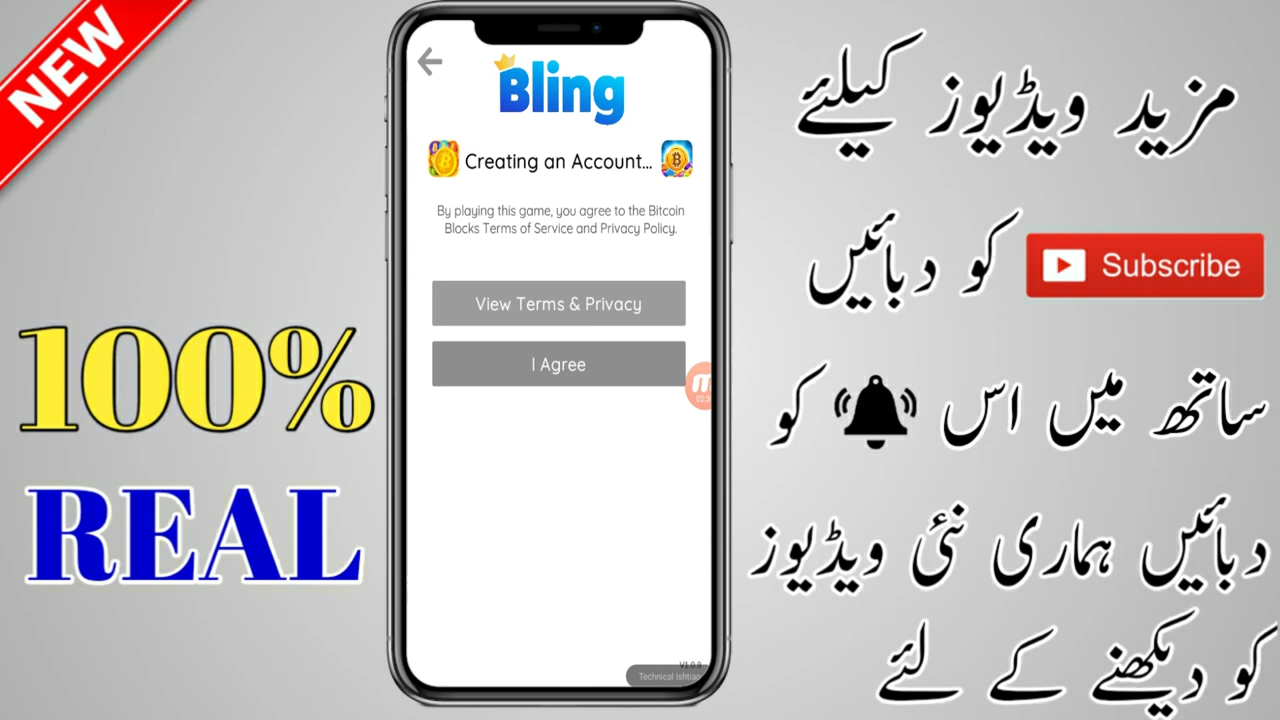 NEW
100%
REAL
Bling
Creating an Account...
By playing this game, you agree to the Bitcoin
Blocks Terms of Service and Privacy Policy.
View Terms & Privacy
I Agree
V1.0.9
Technical Ishtiaq
مزید ویڈیوز کیلئے
Subscribe کو دبائیں
ساتھ میں اس کو
دبائیں ہماری نئی ویڈیوز
کو دیکھنے کے لئے